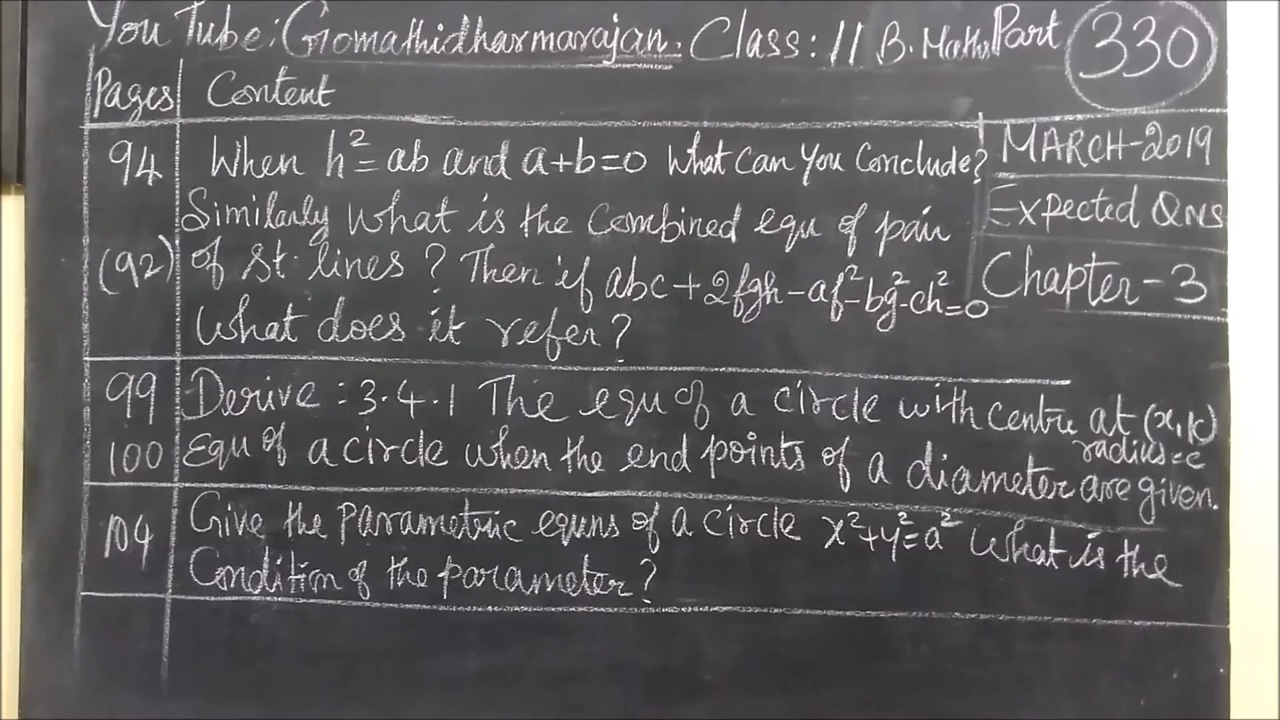 You Tube: Gomathidharmarajan. Class: 11 B. Maths Part 330
Pages Content
94 When h²=ab and a+b=0 What Can You Conclude? MARCH-2019
Similarly What is the Combined equ of pair Expected QNS
(92) of St. lines? Then if abc+2fgh-af²-bg²-ch²=0 Chapter-3
What does it refer?
99 Derive: 3.4.1 The equ of a circle with centre at (x,k)
radius=c
100 Equ of a circle when the end points of a diameter are given.
104 Give the Parametric equns of a circle x²+y²=a² What is the
Condition of the parameter?